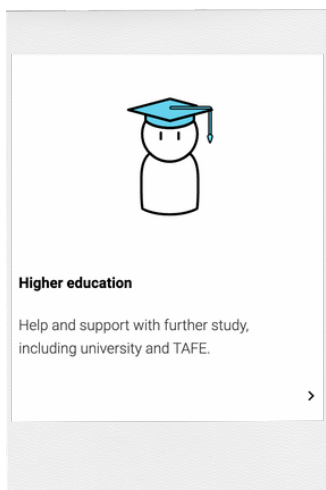 Higher education
Help and support with further study,
including university and TAFE.